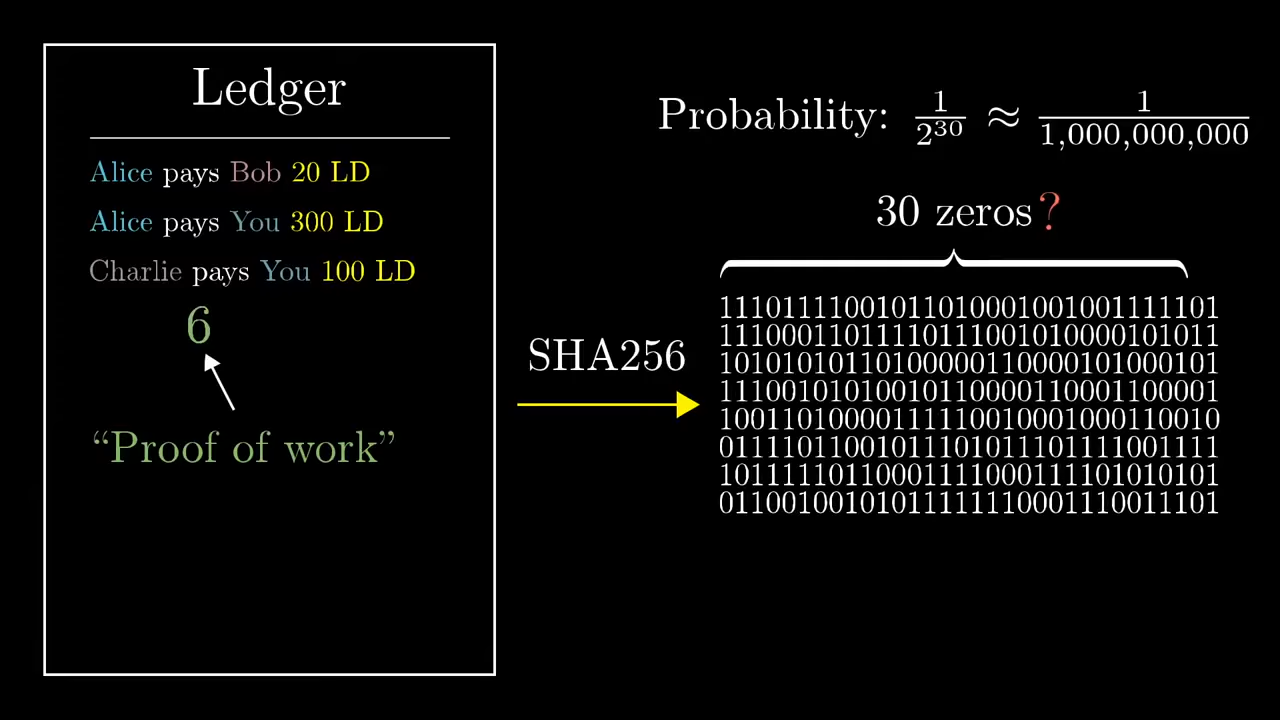 Ledger
Alice pays Bob 20 LD
Alice pays You 300 LD
Charlie pays You 100 LD
6
“Proof of work”
SHA256
Probability: 1/2^30 ≈ 1/1,000,000,000
30 zeros?
11101111001011010001001001111101
11100011011110111001010000101011
10101010110100000110000101000101
11100101010010110000110001100001
10011010000111110010001000110010
01111011001011101011101111001111
10111110110001111000111101010101
01100100101011111110001110011101